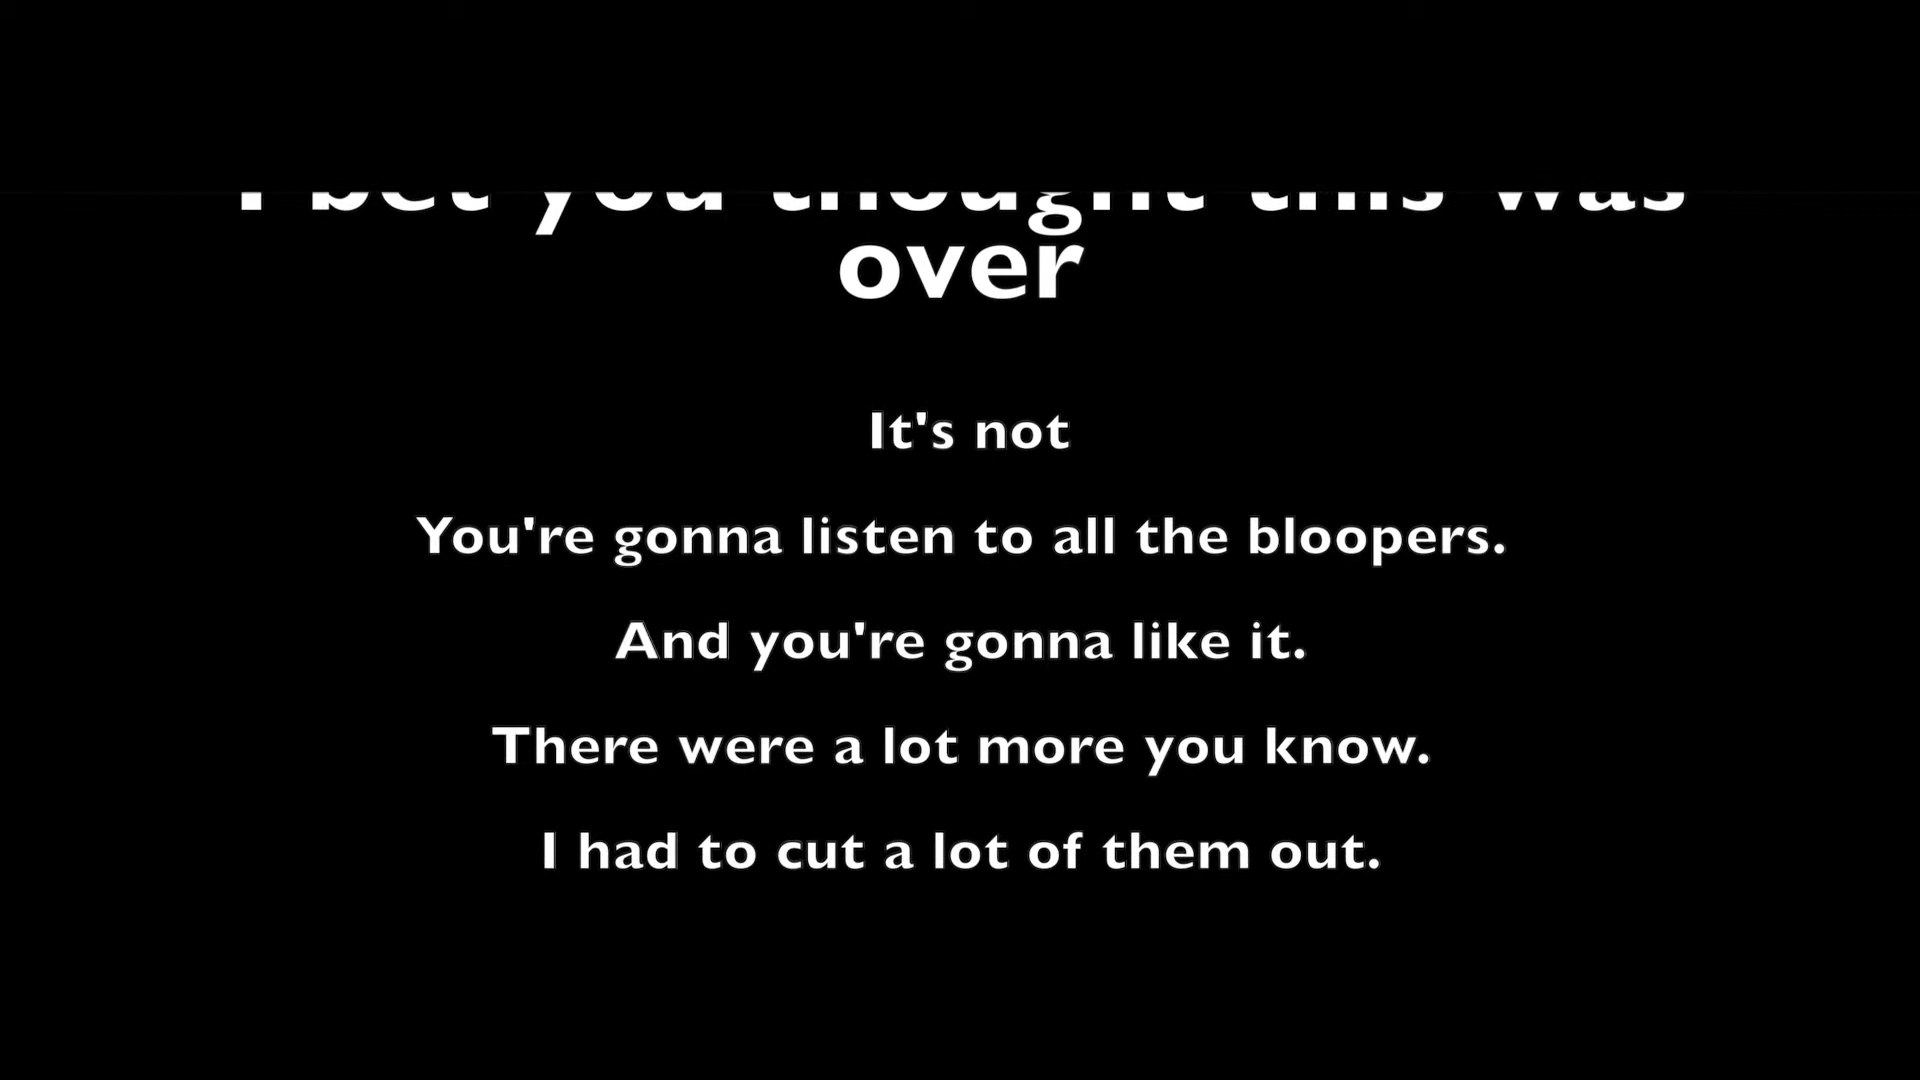 I bet you thought this was
over
It's not
You're gonna listen to all the bloopers.
And you're gonna like it.
There were a lot more you know.
I had to cut a lot of them out.